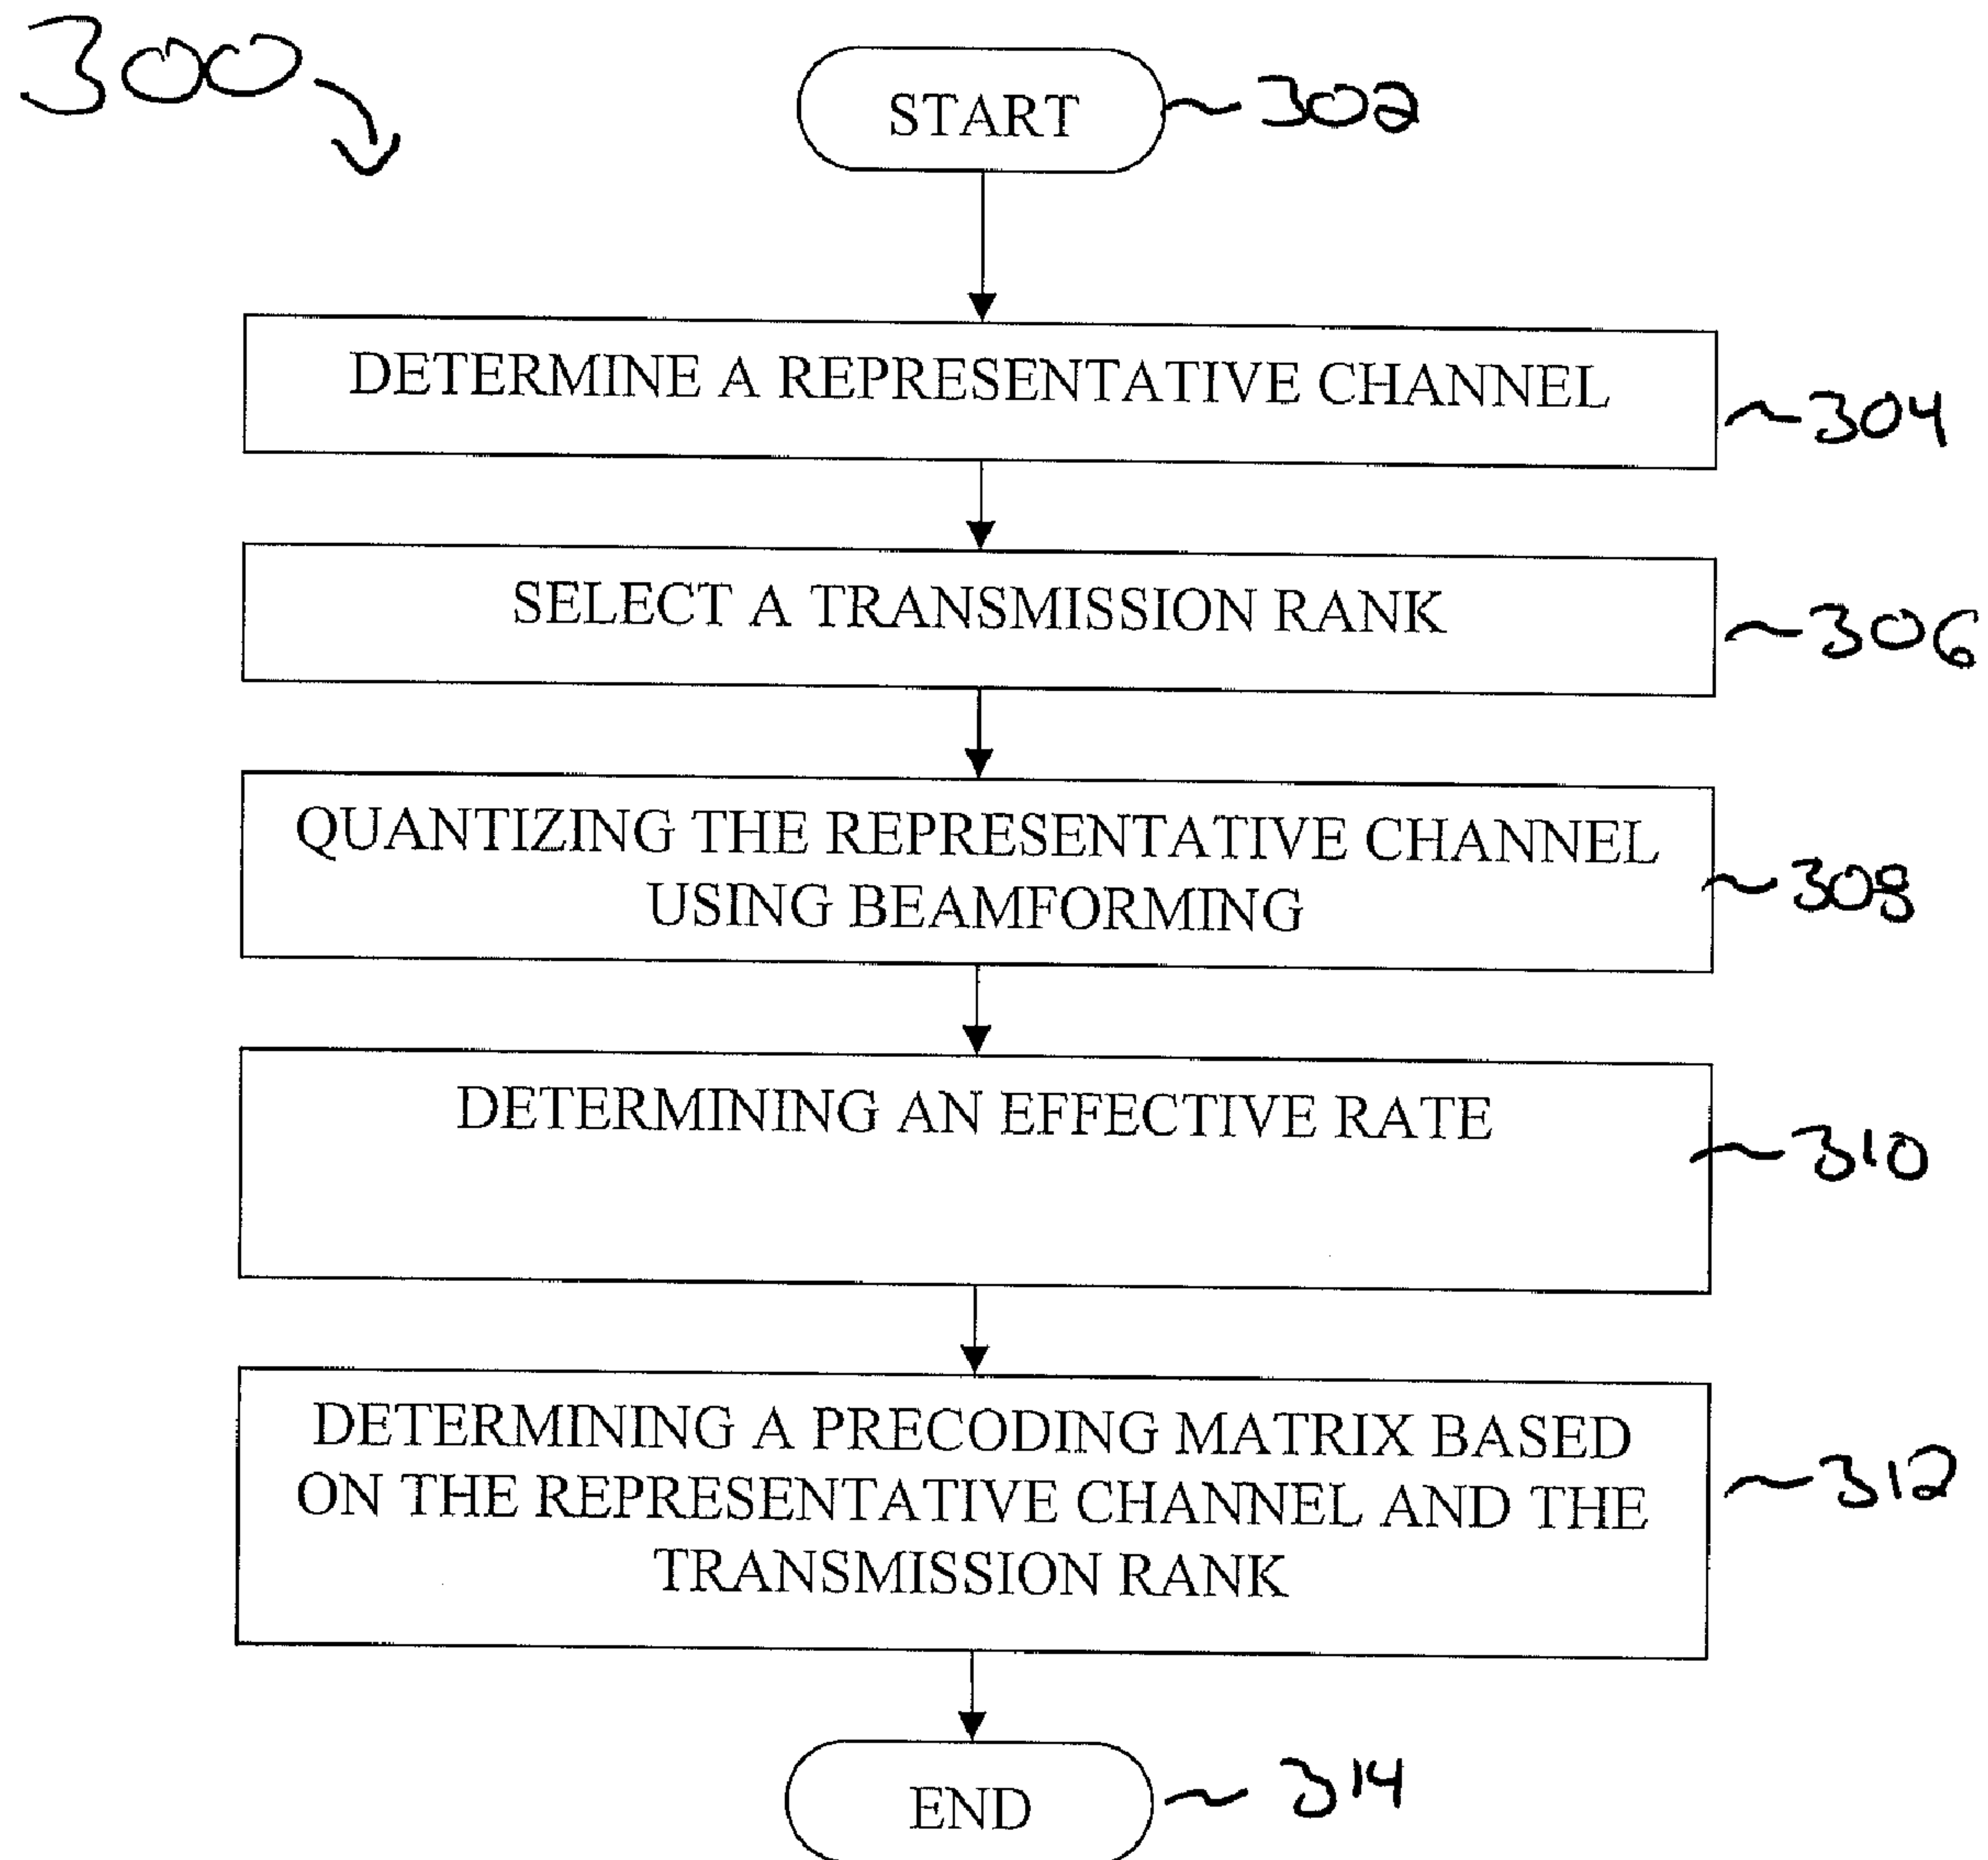 300
START ~302
DETERMINE A REPRESENTATIVE CHANNEL
~304
SELECT A TRANSMISSION RANK
~306
QUANTIZING THE REPRESENTATIVE CHANNEL
USING BEAMFORMING
~308
DETERMINING AN EFFECTIVE RATE
~310
DETERMINING A PRECODING MATRIX BASED
ON THE REPRESENTATIVE CHANNEL AND THE
TRANSMISSION RANK
~312
END ~314